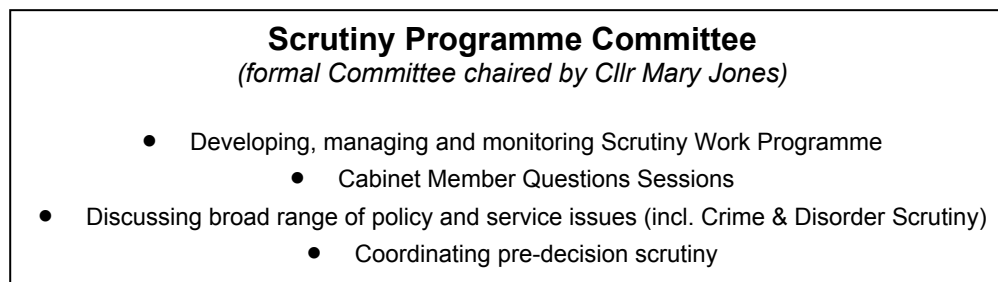 Scrutiny Programme Committee
(formal Committee chaired by Cllr Mary Jones)
● Developing, managing and monitoring Scrutiny Work Programme
● Cabinet Member Questions Sessions
● Discussing broad range of policy and service issues (incl. Crime & Disorder Scrutiny)
● Coordinating pre-decision scrutiny